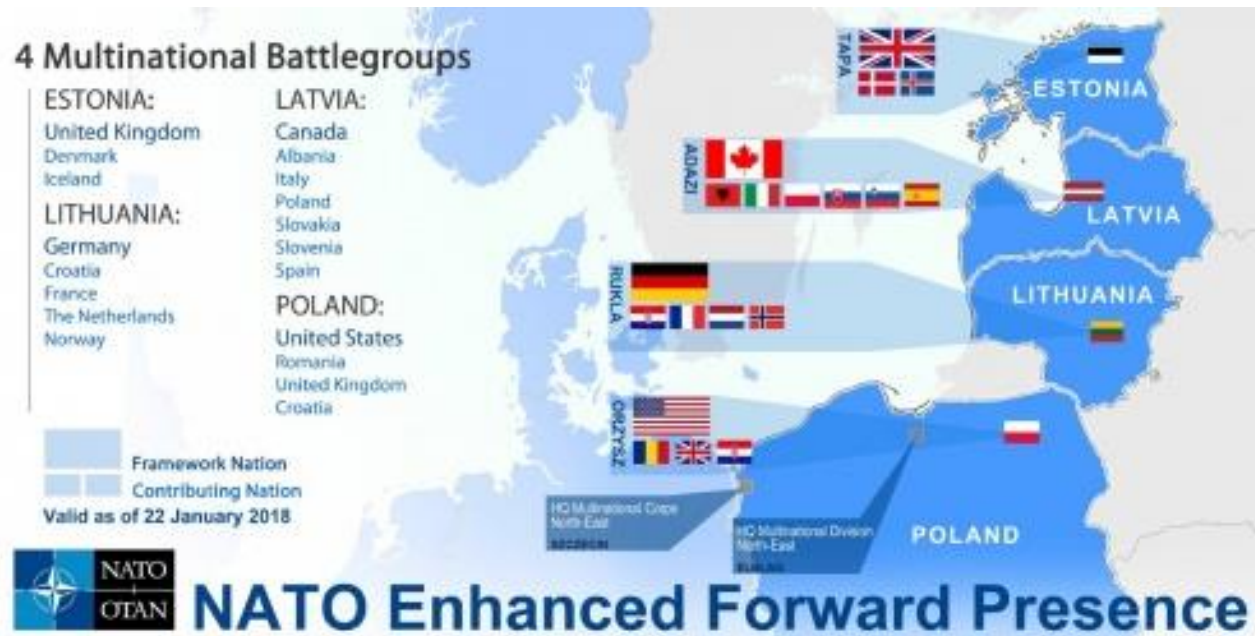 4 Multinational Battlegroups
ESTONIA:
United Kingdom
Denmark
Iceland
LITHUANIA:
Germany
Croatia
France
The Netherlands
Norway
LATVIA:
Canada
Albania
Italy
Poland
Slovakia
Slovenia
Spain
POLAND:
United States
Romania
United Kingdom
Croatia
Framework Nation
Contributing Nation
Valid as of 22 January 2018
TAPA
ESTONIA
ADAZI
LATVIA
RUKLA
LITHUANIA
ORZYSZ
HQ Multinational Corps
North-East
SZCZECIN
HQ Multinational Division
North-East
ELBLAG
POLAND
NATO
OTAN
NATO Enhanced Forward Presence